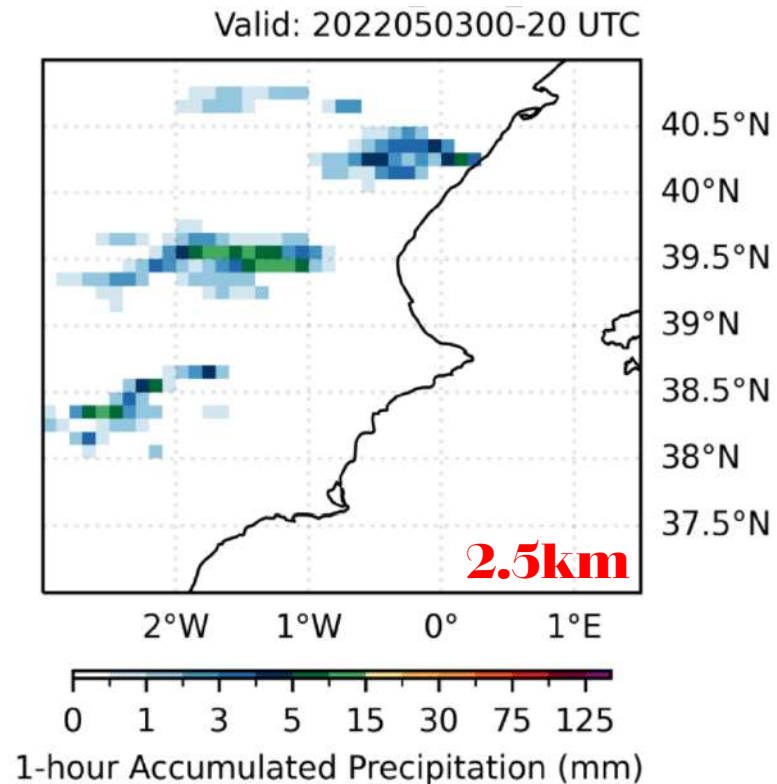 Valid: 2022050300-20 UTC
40.5°N
40°N
39.5°N
39°N
38.5°N
38°N
37.5°N
2.5km
2°W 1°W 0° 1°E
0 1 3 5 15 30 75 125
1-hour Accumulated Precipitation (mm)